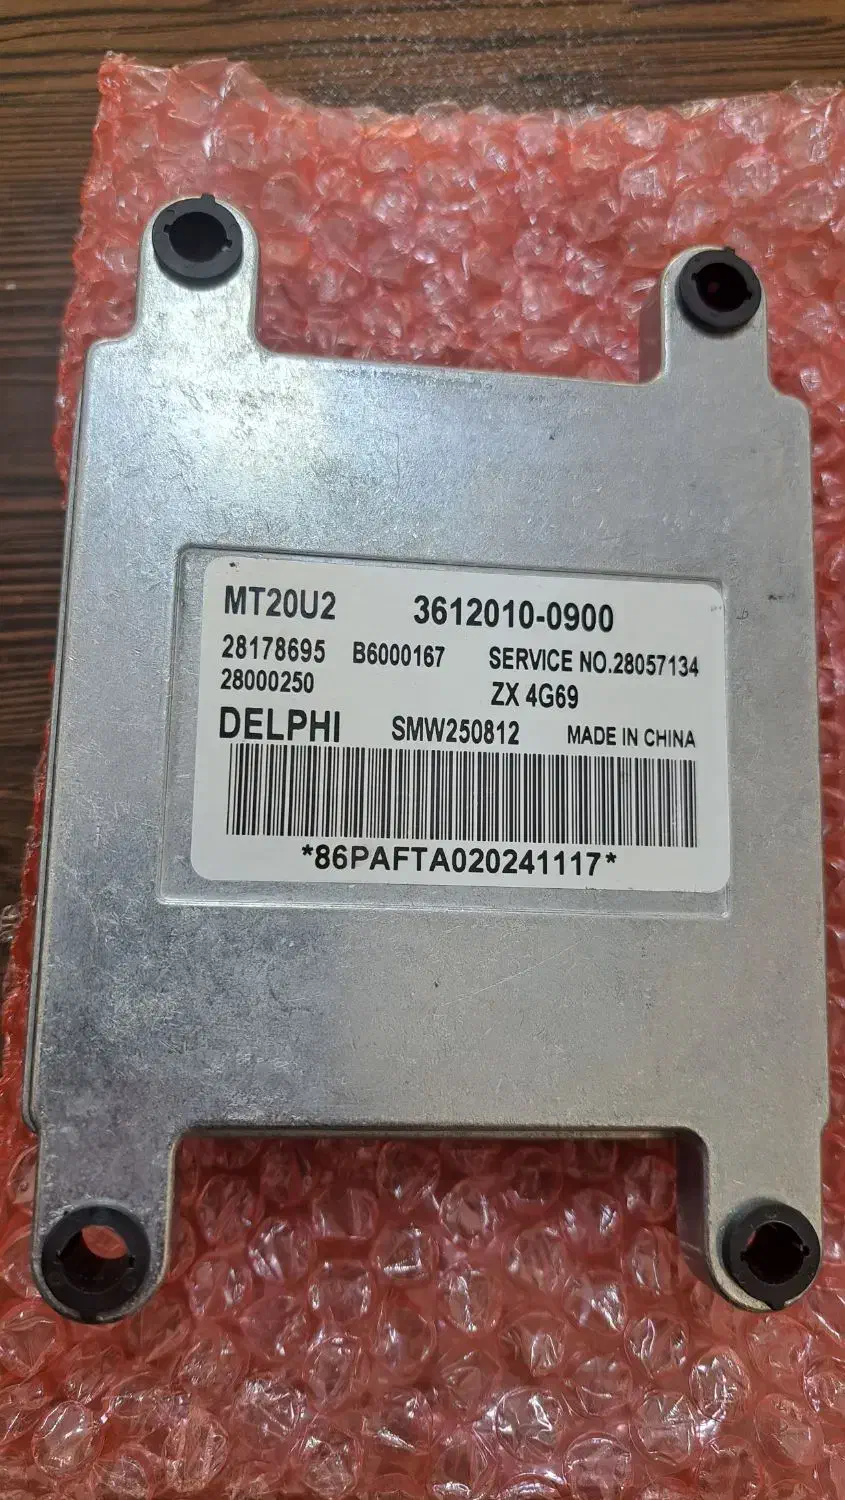 MT20U2 3612010-0900
28178695 B6000167 SERVICE NO.28057134
28000250 ZX 4G69
DELPHI SMW250812 MADE IN CHINA
*86PAFTA020241117*